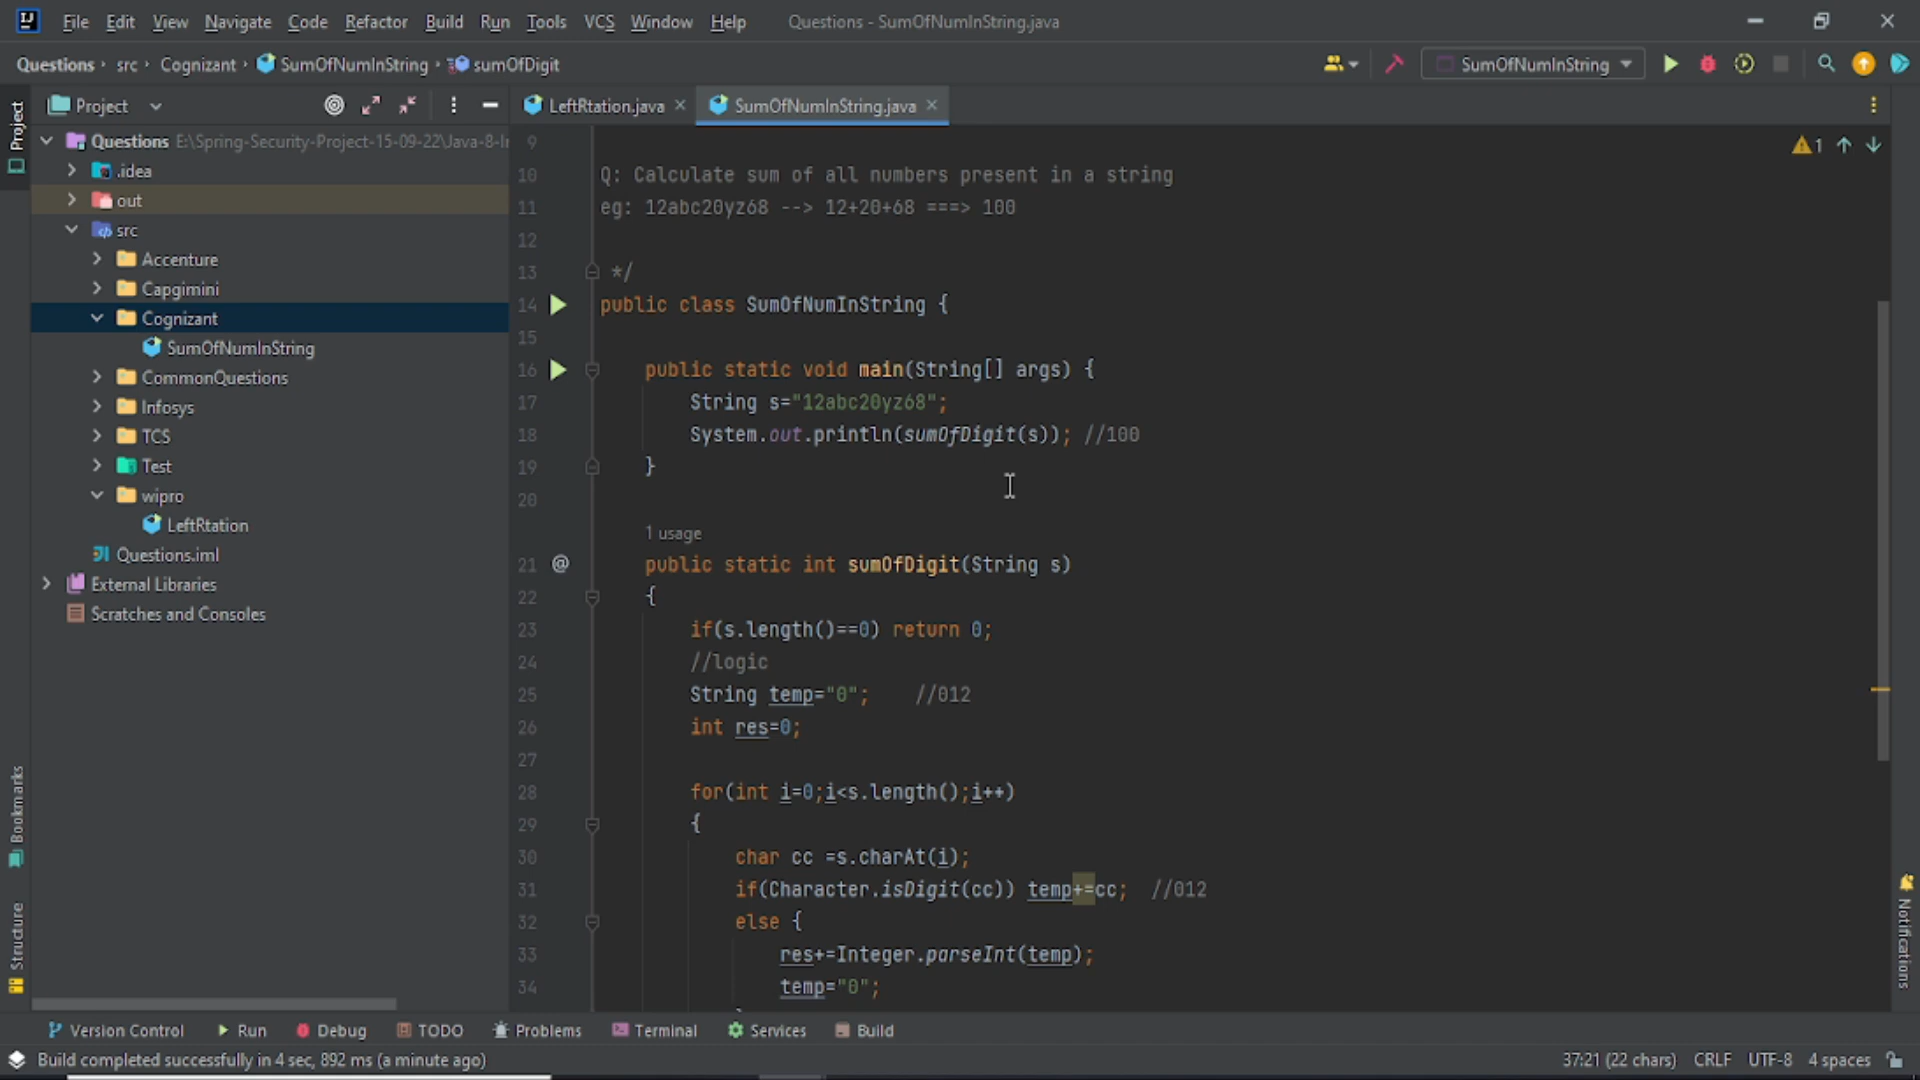 File Edit View Navigate Code Refactor Build Run Tools VCS Window Help Questions - SumOfNumInString.java
Questions src Cognizant SumOfNumInString sumOfDigit SumOfNumInString
Project
Project
LeftRtation.java
SumOfNumInString.java
Questions E:\Spring-Security-Project-15-09-22\Java-8-I
.idea
out
src
Accenture
Capgimini
Cognizant
SumOfNumInString
CommonQuestions
Infosys
TCS
Test
wipro
LeftRtation
Questions.iml
External Libraries
Scratches and Consoles
Bookmarks
Structure
1
9
10 Q: Calculate sum of all numbers present in a string
11 eg: 12abc20yz68 --> 12+20+68 ===> 100
12
13 */
14 public class SumOfNumInString {
15
16 public static void main(String[] args) {
17 String s="12abc20yz68";
18 System.out.println(sumOfDigit(s)); //100
19 }
20
1 usage
21 @ public static int sumOfDigit(String s)
22 {
23 if(s.length()==0) return 0;
24 //logic
25 String temp="0"; //012
26 int res=0;
27
28 for(int i=0;i<s.length();i++)
29 {
30 char cc =s.charAt(i);
31 if(Character.isDigit(cc)) temp+=cc; //012
32 else {
33 res+=Integer.parseInt(temp);
34 temp="0";
Notifications
Version Control Run Debug TODO Problems Terminal Services Build
Build completed successfully in 4 sec, 892 ms (a minute ago) 37:21 (22 chars) CRLF UTF-8 4 spaces